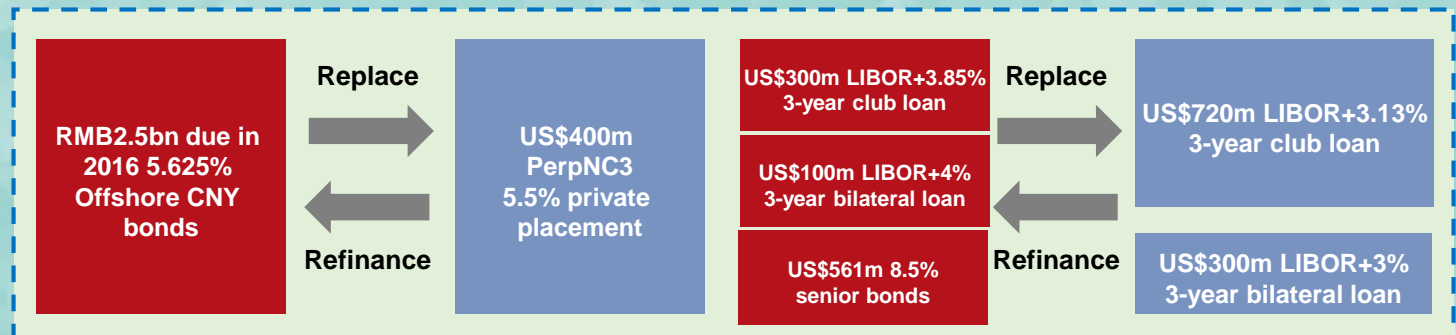 RMB2.5bn due in
2016 5.625%
Offshore CNY
bonds
Replace
Refinance
US$400m
PerpNC3
5.5% private
placement
US$300m LIBOR+3.85%
3-year club loan
US$100m LIBOR+4%
3-year bilateral loan
US$561m 8.5%
senior bonds
Replace
Refinance
US$720m LIBOR+3.13%
3-year club loan
US$300m LIBOR+3%
3-year bilateral loan